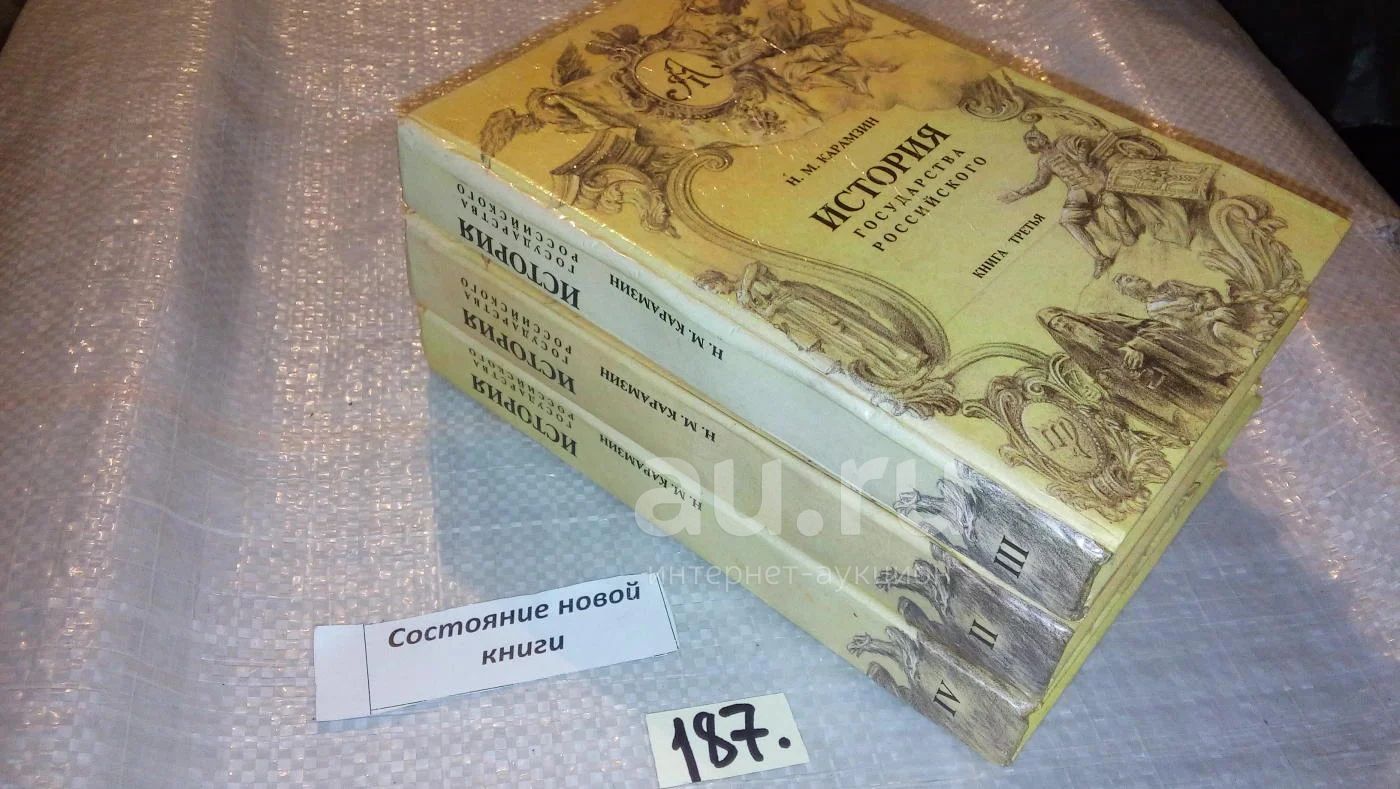 Н. М. КАРАМЗИН
ИСТОРИЯ
ГОСУДАРСТВА
РОССИЙСКОГО
КНИГА ТРЕТЬЯ
Н. М. КАРАМЗИН
ИСТОРИЯ
ГОСУДАРСТВА
РОССИЙСКОГО
III
Н. М. КАРАМЗИН
ИСТОРИЯ
ГОСУДАРСТВА
РОССИЙСКОГО
II
Н. М. КАРАМЗИН
ИСТОРИЯ
ГОСУДАРСТВА
РОССИЙСКОГО
IV
au.ru
интернет-аукцион
Состояние новой
книги
187.